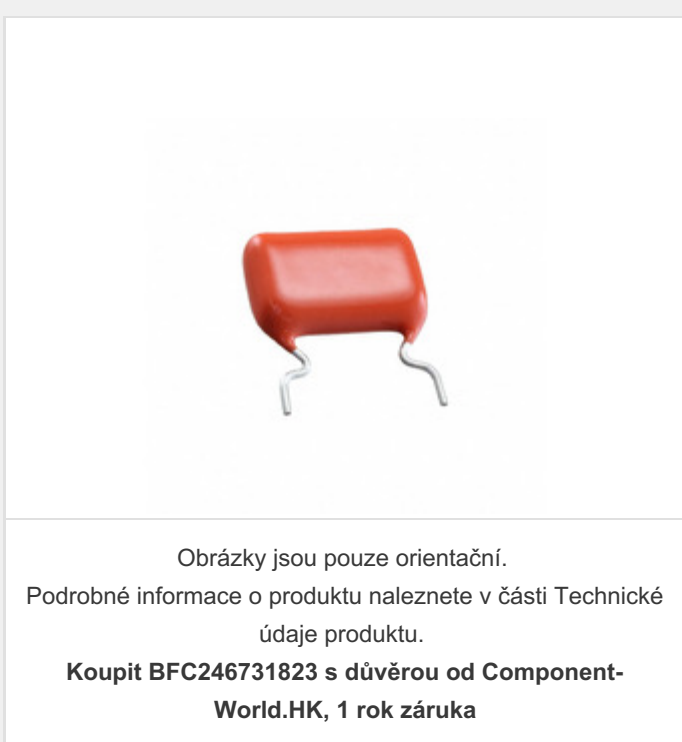 Obrázky jsou pouze orientační.
Podrobné informace o produktu naleznete v části Technické
údaje produktu.
Koupit BFC246731823 s důvěrou od Component-
World.HK, 1 rok záruka